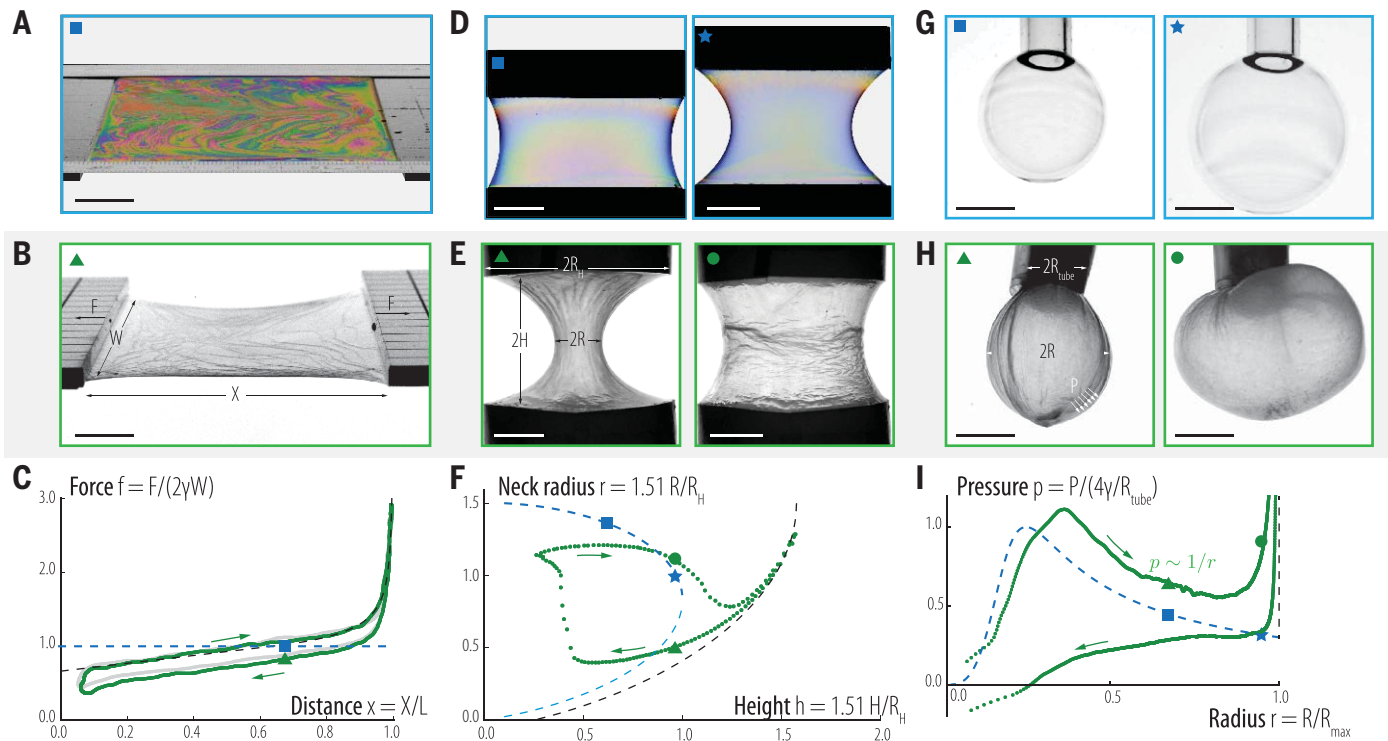 A
D
G
B
F
F
W
X
E
2R_H
2H
2R
H
2R_tube
2R
P
C
Force f = F/(2γW)
3.0
2.0
1.0
0.0
0.0
0.2
0.4
0.6
0.8
1.0
Distance x = X/L
F
Neck radius r = 1.51 R/R_H
1.5
1.0
0.5
0.0
0.0
0.5
1.0
1.5
2.0
Height h = 1.51 H/R_H
I
Pressure p = P/(4γ/R_tube)
1.0
0.5
0.0
p ~ 1/r
0.0
0.5
1.0
Radius r = R/R_max